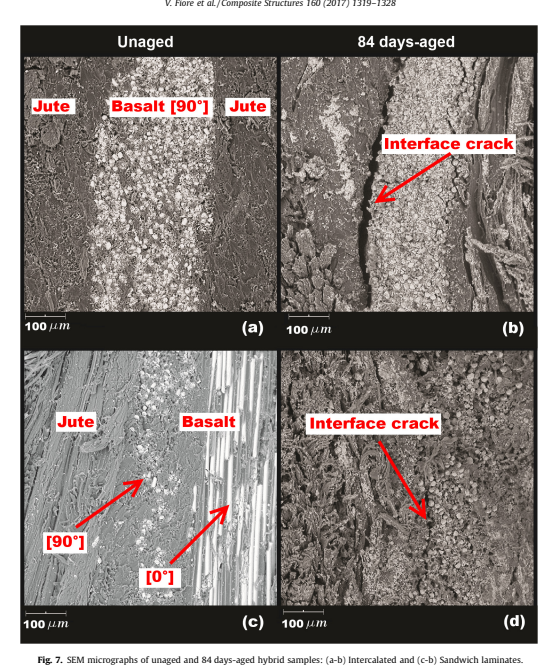 V. Fiore et al. / Composite Structures 160 (2017) 1319–1328
Unaged
84 days-aged
Jute
Basalt [90°]
Jute
Interface crack
100 μm
(a)
100 μm
(b)
Jute
Basalt
Interface crack
[90°]
[0°]
100 μm
(c)
100 μm
(d)
Fig. 7. SEM micrographs of unaged and 84 days-aged hybrid samples: (a-b) Intercalated and (c-b) Sandwich laminates.